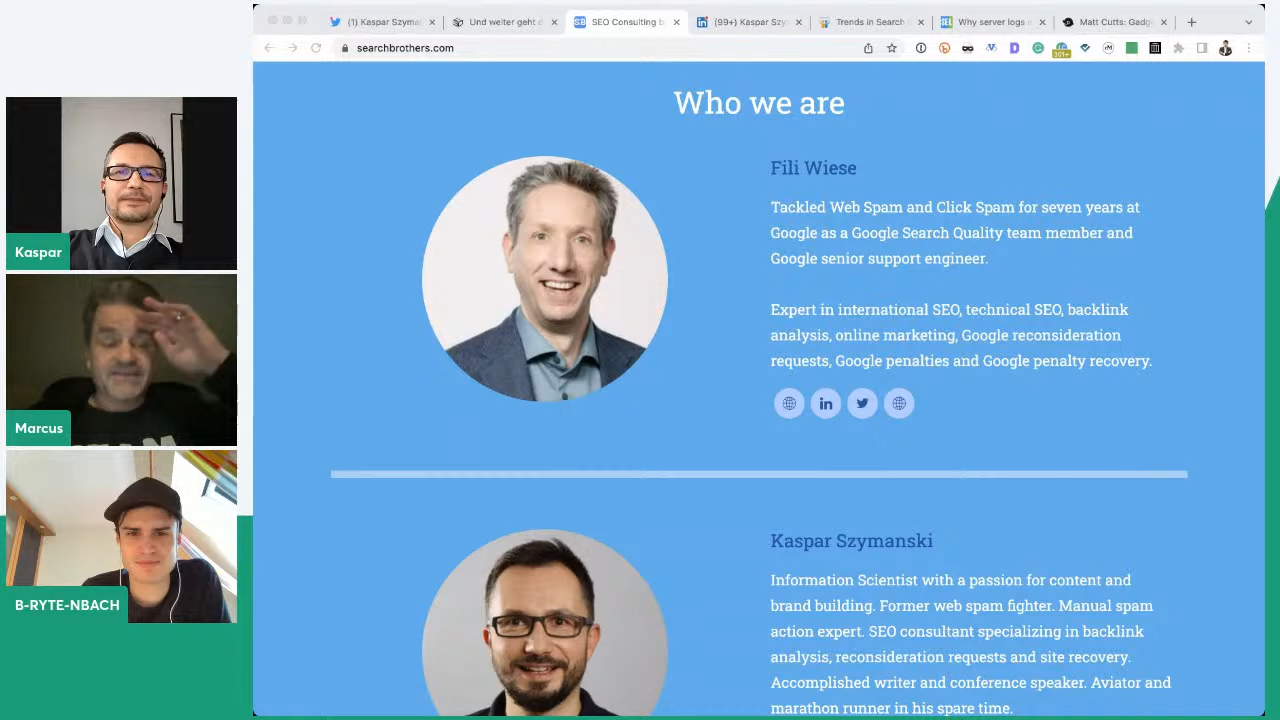 (1) Kaspar Szyma
Und weiter geht d
SEO Consulting b
(99+) Kaspar Szy
Trends in Search
Why server logs
Matt Cutts: Gadg
searchbrothers.com
301+
Who we are
Fili Wiese
Tackled Web Spam and Click Spam for seven years at
Google as a Google Search Quality team member and
Google senior support engineer.
Expert in international SEO, technical SEO, backlink
analysis, online marketing, Google reconsideration
requests, Google penalties and Google penalty recovery.
Kaspar Szymanski
Information Scientist with a passion for content and
brand building. Former web spam fighter. Manual spam
action expert. SEO consultant specializing in backlink
analysis, reconsideration requests and site recovery.
Accomplished writer and conference speaker. Aviator and
marathon runner in his spare time.
Kaspar
Marcus
B-RYTE-NBACH